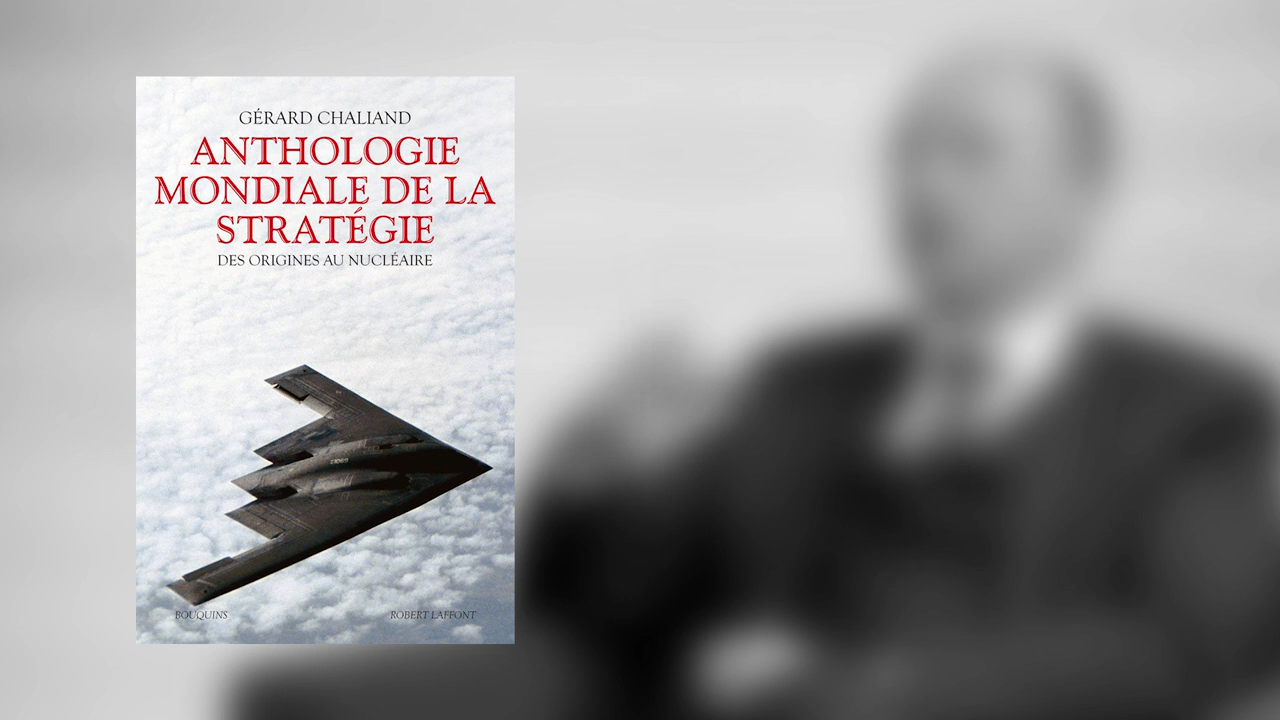 GÉRARD CHALIAND
ANTHOLOGIE
MONDIALE DE LA
STRATÉGIE
DES ORIGINES AU NUCLÉAIRE
BOUQUINS
ROBERT LAFFONT